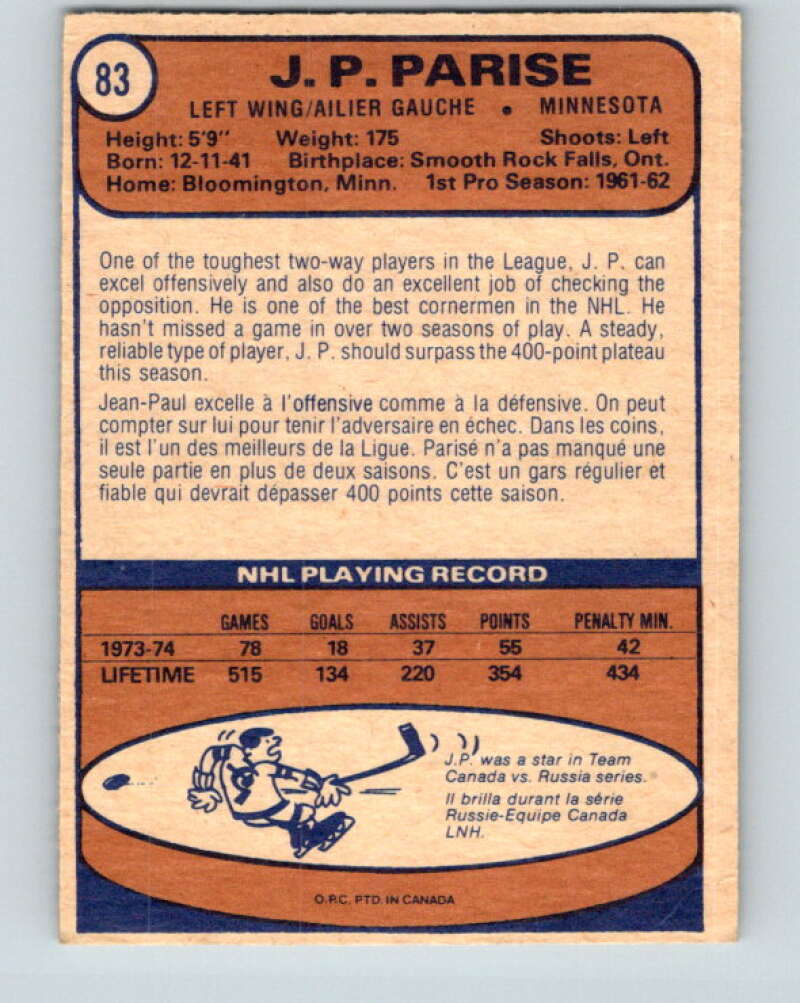 83
J. P. PARISE
LEFT WING/AILIER GAUCHE • MINNESOTA
Height: 5'9" Weight: 175 Shoots: Left
Born: 12-11-41 Birthplace: Smooth Rock Falls, Ont.
Home: Bloomington, Minn. 1st Pro Season: 1961-62
One of the toughest two-way players in the League, J. P. can
excel offensively and also do an excellent job of checking the
opposition. He is one of the best cornermen in the NHL. He
hasn't missed a game in over two seasons of play. A steady,
reliable type of player, J. P. should surpass the 400-point plateau
this season.
Jean-Paul excelle à l'offensive comme à la défensive. On peut
compter sur lui pour tenir l'adversaire en échec. Dans les coins,
il est l'un des meilleurs de la Ligue. Parisé n'a pas manqué une
seule partie en plus de deux saisons. C'est un gars régulier et
fiable qui devrait dépasser 400 points cette saison.
NHL PLAYING RECORD
GAMES GOALS ASSISTS POINTS PENALTY MIN.
1973-74 78 18 37 55 42
LIFETIME 515 134 220 354 434
J.P. was a star in Team
Canada vs. Russia series.
Il brilla durant la série
Russie-Equipe Canada
LNH.
O.P.C. PTD. IN CANADA